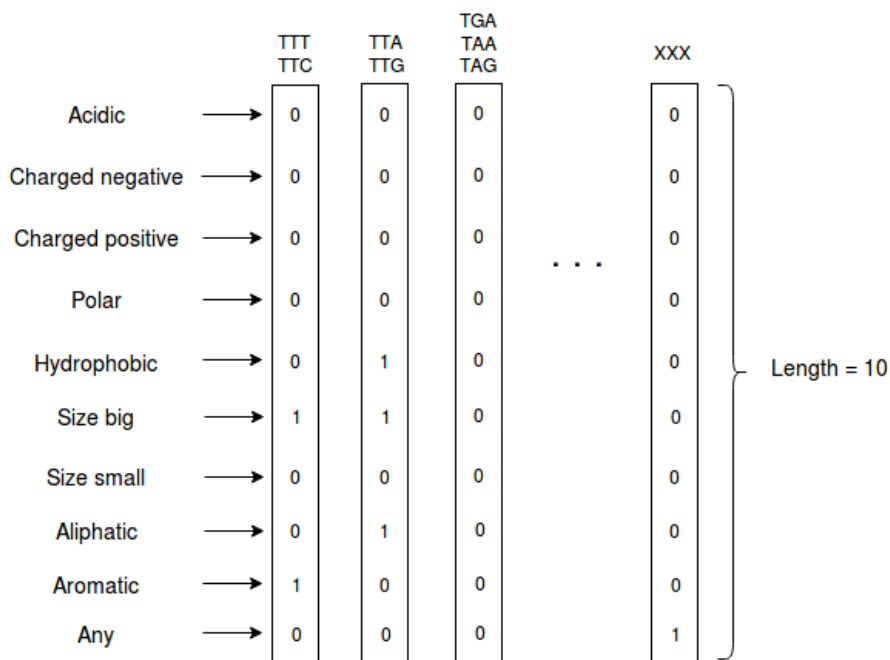 TTT TTA TGA
TTC TTG TAA
TAG XXX
Acidic 0 0 0 0
Charged negative 0 0 0 0
Charged positive 0 0 0 0
. . .
Polar 0 0 0 0
Hydrophobic 0 1 0 0
Length = 10
Size big 1 1 0 0
Size small 0 0 0 0
Aliphatic 0 1 0 0
Aromatic 1 0 0 0
Any 0 0 0 1